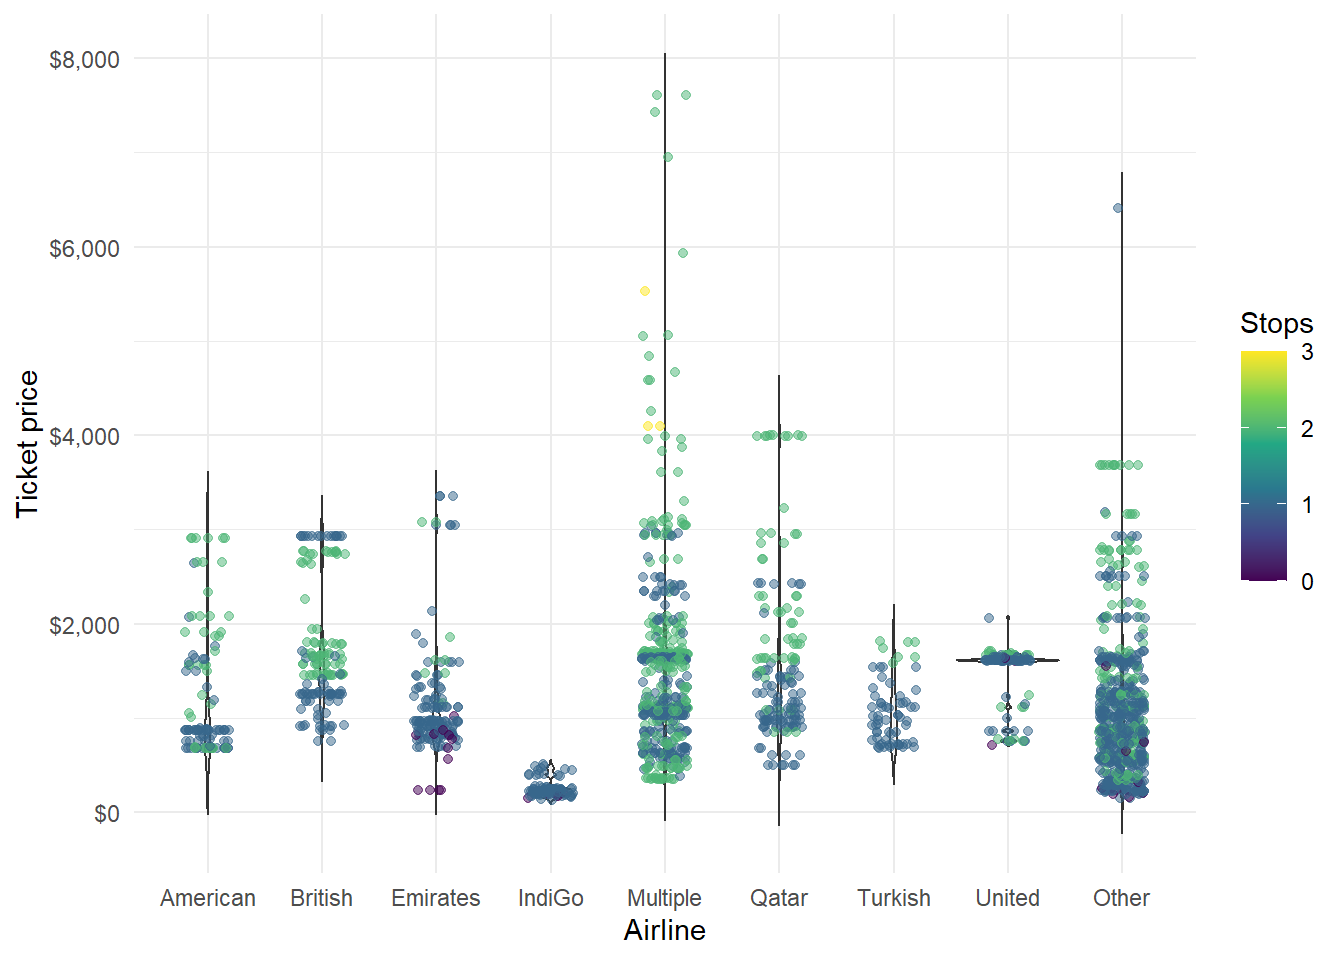 $8,000
$6,000
$4,000
$2,000
$0
Ticket price
American British Emirates IndiGo Multiple Qatar Turkish United Other
Airline
Stops
3
2
1
0